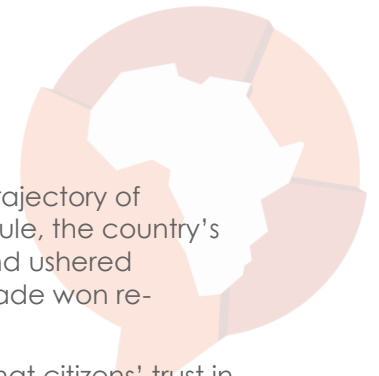 rajectory of
ule, the country’s
nd ushered
ade won re-
hat citizens’ trust in